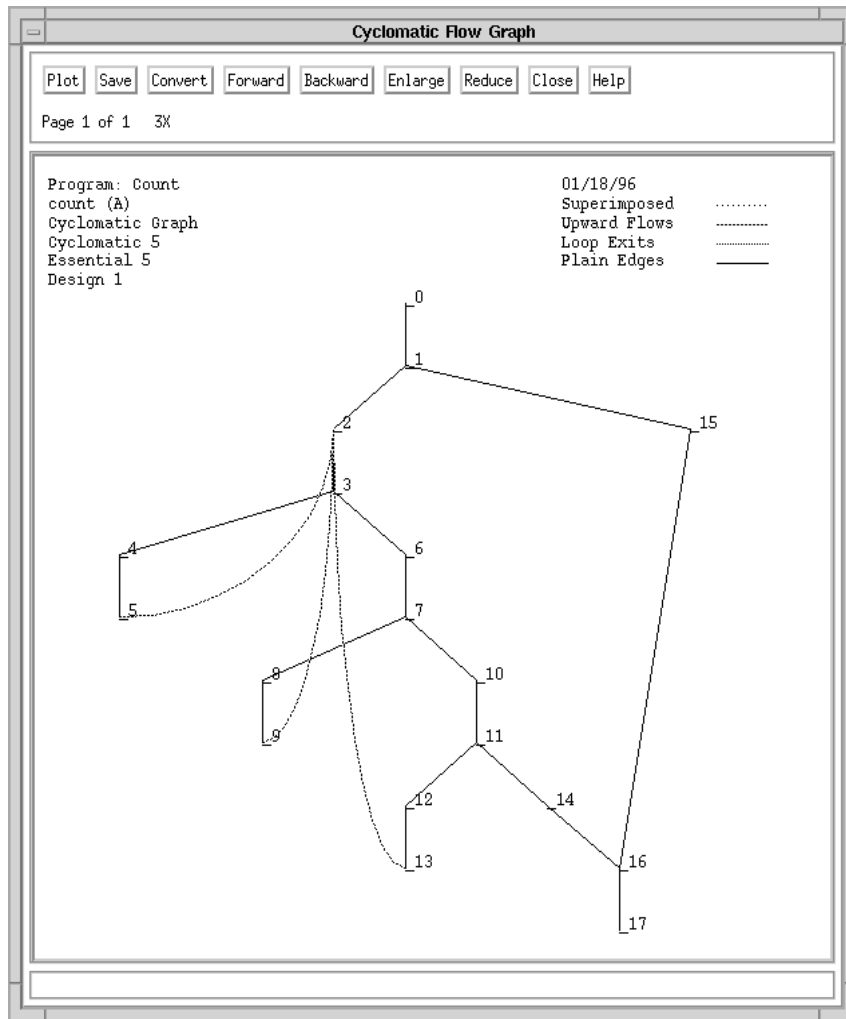 Cyclomatic Flow Graph
Plot Save Convert Forward Backward Enlarge Reduce Close Help
Page 1 of 1 3X
Program: Count
count (A)
Cyclomatic Graph
Cyclomatic 5
Essential 5
Design 1
01/18/96
Superimposed
Upward Flows
Loop Exits
Plain Edges
0
1
2
15
3
4
6
5
7
8
10
9
11
12
14
13
16
17